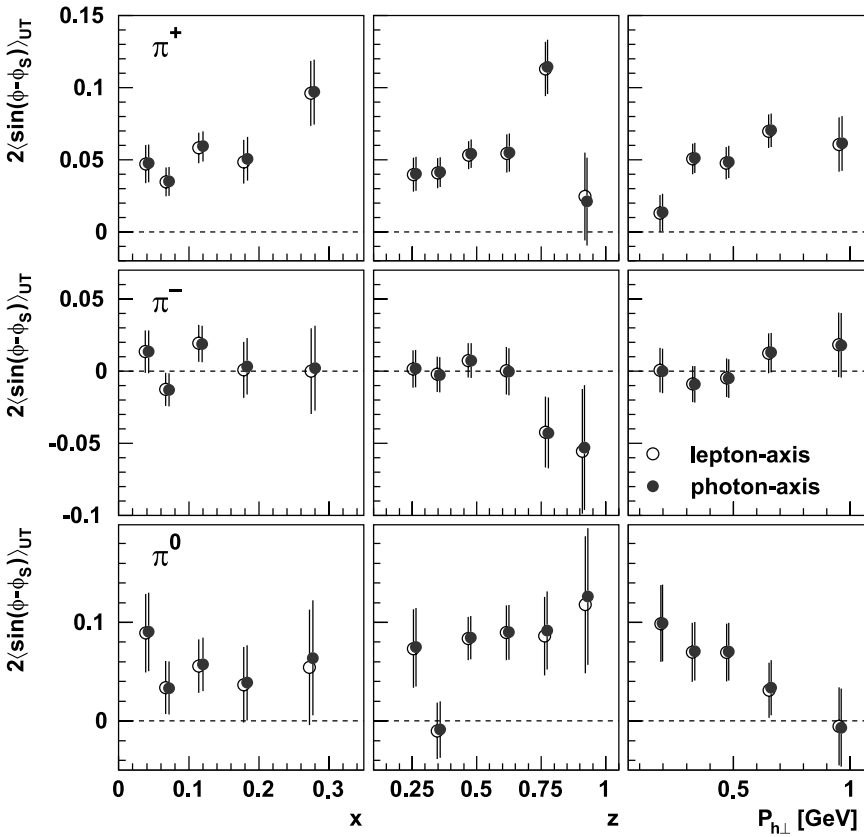 2⟨sin(ϕ-ϕS)⟩UT
0.15
0.1
0.05
0
π+
2⟨sin(ϕ-ϕS)⟩UT
0.05
0
-0.05
-0.1
π−
lepton-axis
photon-axis
2⟨sin(ϕ-ϕS)⟩UT
0.1
0
π0
0 0.1 0.2 0.3
0.25 0.5 0.75 1
0.5 1
x
z
Ph⊥ [GeV]